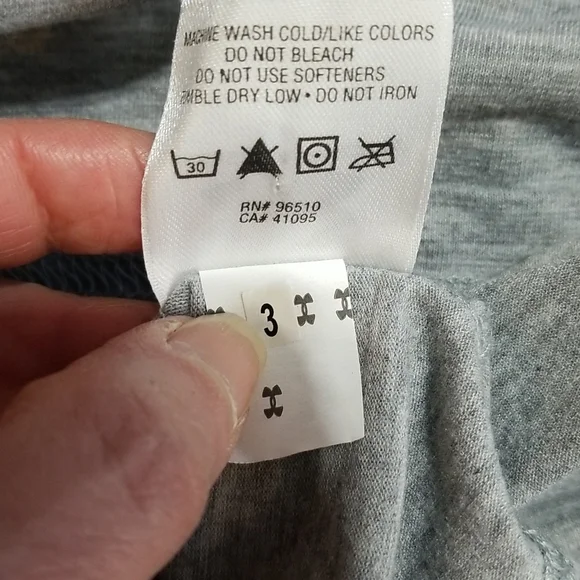 MACHINE WASH COLD/LIKE COLORS
DO NOT BLEACH
DO NOT USE SOFTENERS
DRY LOW • DO NOT IRON
30
RN# 96510
CA# 41095
3